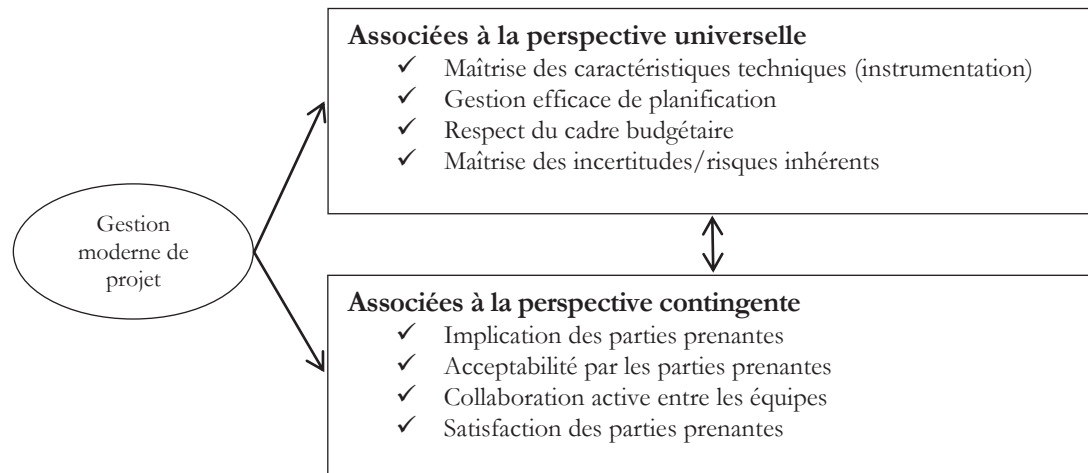 Associées à la perspective universelle
✓ Maîtrise des caractéristiques techniques (instrumentation)
✓ Gestion efficace de planification
✓ Respect du cadre budgétaire
✓ Maîtrise des incertitudes/risques inhérents
Gestion
moderne de
projet
Associées à la perspective contingente
✓ Implication des parties prenantes
✓ Acceptabilité par les parties prenantes
✓ Collaboration active entre les équipes
✓ Satisfaction des parties prenantes